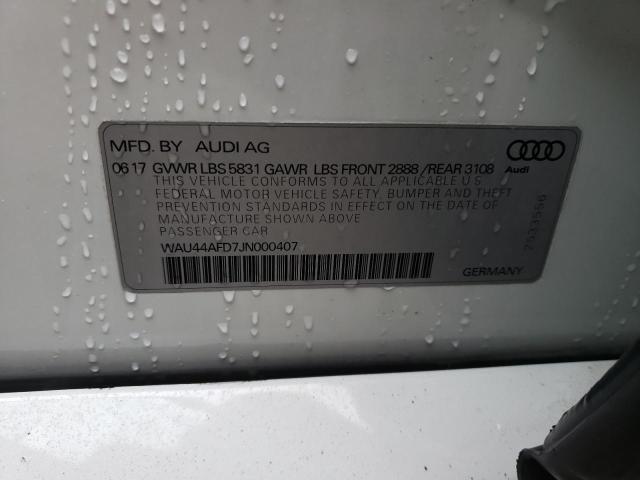 MFD. BY AUDI AG
06 17 GVWR LBS 5831 GAWR LBS FRONT 2888 /REAR 3108
THIS VEHICLE CONFORMS TO ALL APPLICABLE U.S.
FEDERAL MOTOR VEHICLE SAFETY, BUMPER AND THEFT
PREVENTION STANDARDS IN EFFECT ON THE DATE OF
MANUFACTURE SHOWN ABOVE
PASSENGER CAR
WAU44AFD7JN000407
Audi
7533556
GERMANY